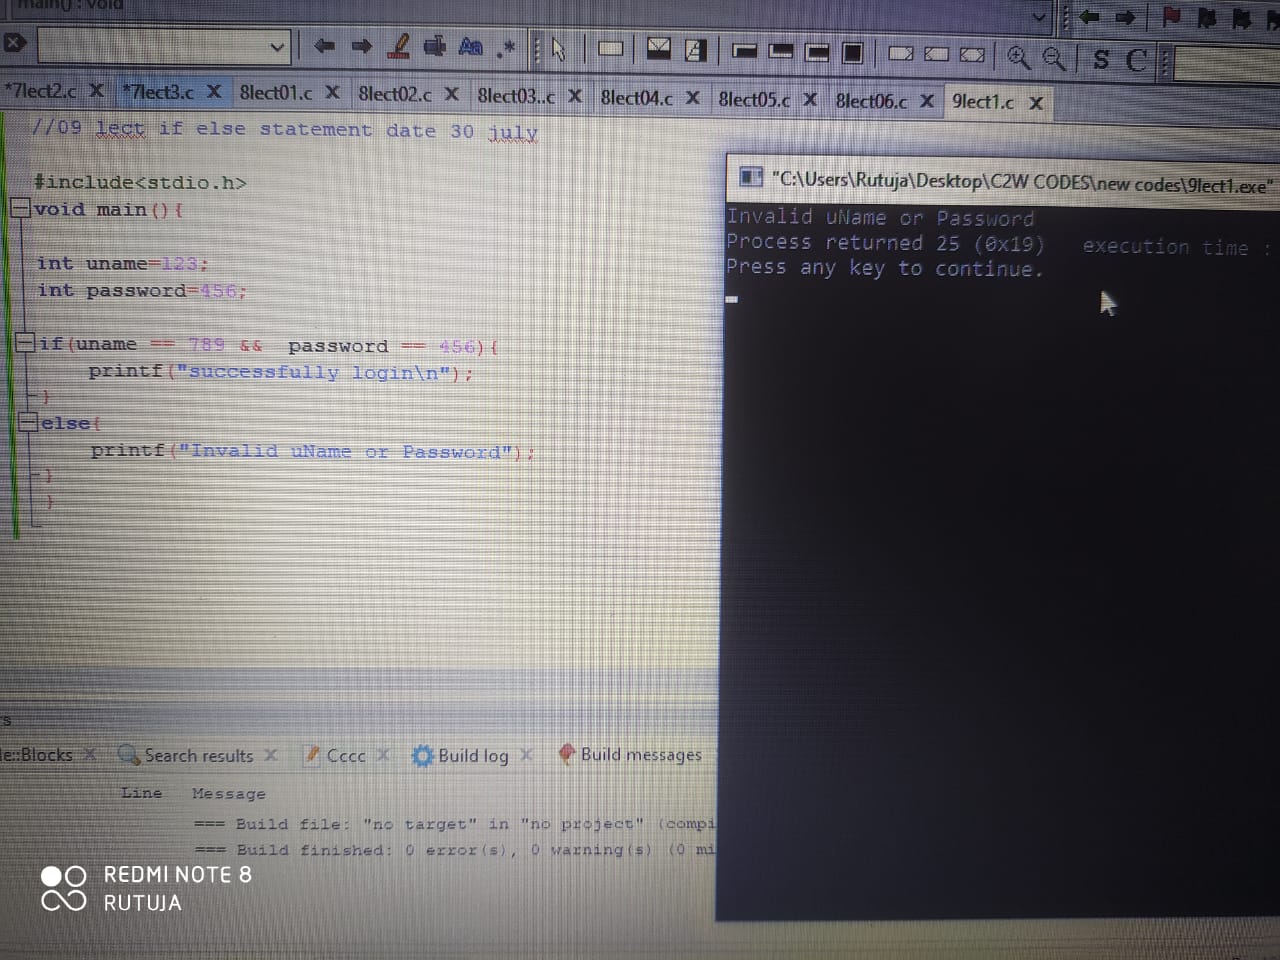 main() : void
*7lect2.c X *7lect3.c X 8lect01.c X 8lect02.c X 8lect03..c X 8lect04.c X 8lect05.c X 8lect06.c X 9lect1.c X
//09 lect if else statement date 30 july
#include<stdio.h>
void main(){
int uname=123;
int password=456;
if(uname == 789 && password == 456){
printf("successfully login\n");
}
else{
printf("Invalid uName or Password");
}
}
"C:\Users\Rutuja\Desktop\C2W CODES\new codes\9lect1.exe"
Invalid uName or Password
Process returned 25 (0x19) execution time :
Press any key to continue.
s
e::Blocks X Search results X Cccc X Build log X Build messages
Line Message
=== Build file: "no target" in "no project" (compi
=== Build finished: 0 error(s), 0 warning(s) (0 mi
REDMI NOTE 8
RUTUJA